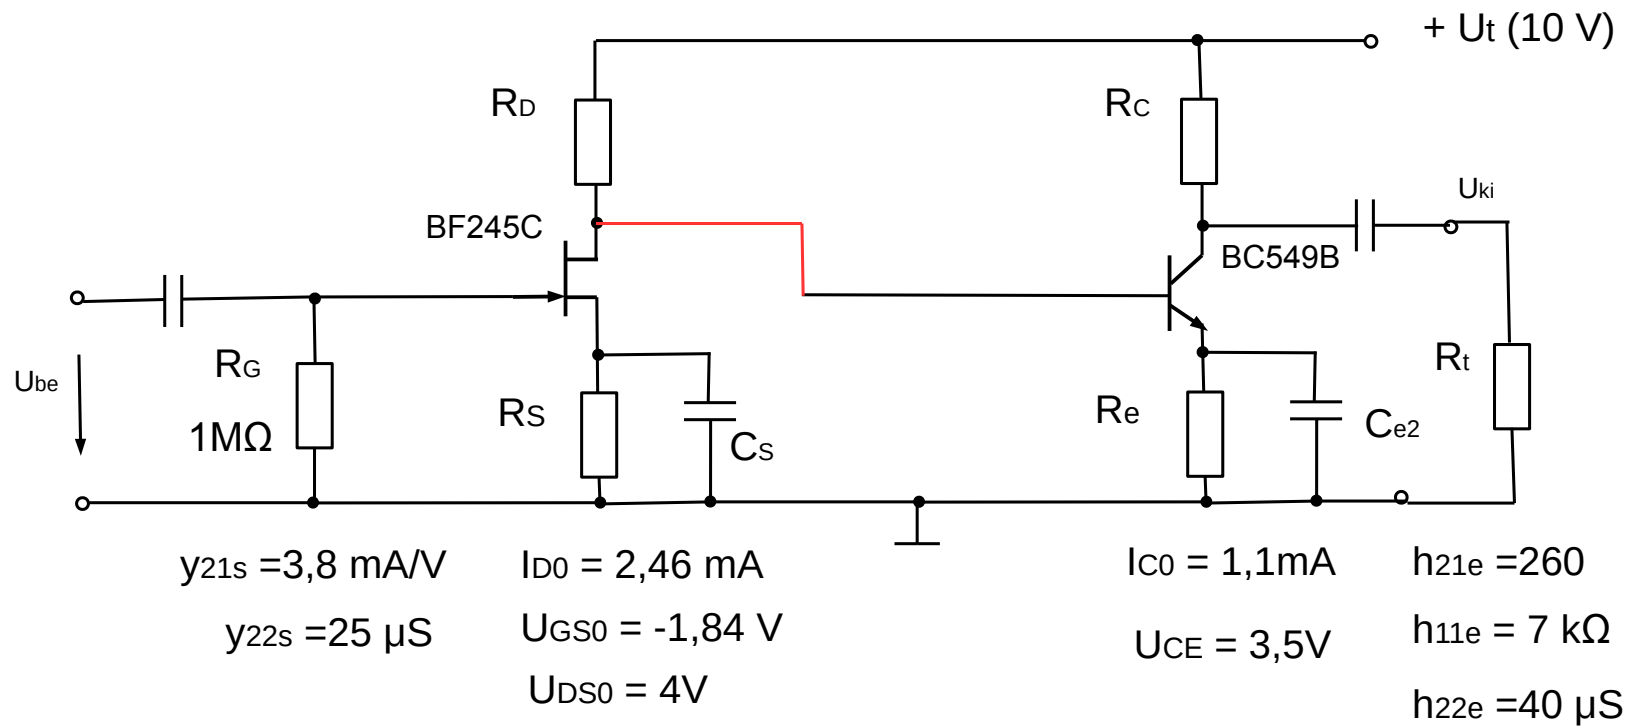 + Ut (10 V)
RD
RC
Uki
BF245C
BC549B
Ube
RG
1MΩ
RS
CS
Re
Ce2
Rt
y21s =3,8 mA/V
y22s =25 μS
ID0 = 2,46 mA
UGS0 = -1,84 V
UDS0 = 4V
IC0 = 1,1mA
UCE = 3,5V
h21e =260
h11e = 7 kΩ
h22e =40 μS